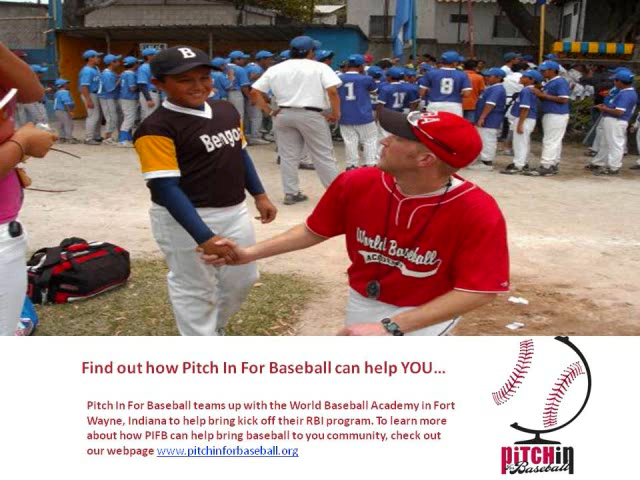 B
Bengoa
1
11
8
World Baseball
ACADEMY
Find out how Pitch In For Baseball can help YOU...
Pitch In For Baseball teams up with the World Baseball Academy in Fort
Wayne, Indiana to help bring kick off their RBI program. To learn more
about how PIFB can help bring baseball to you community, check out
our webpage www.pitchinforbaseball.org
PiTCHin
For Baseball